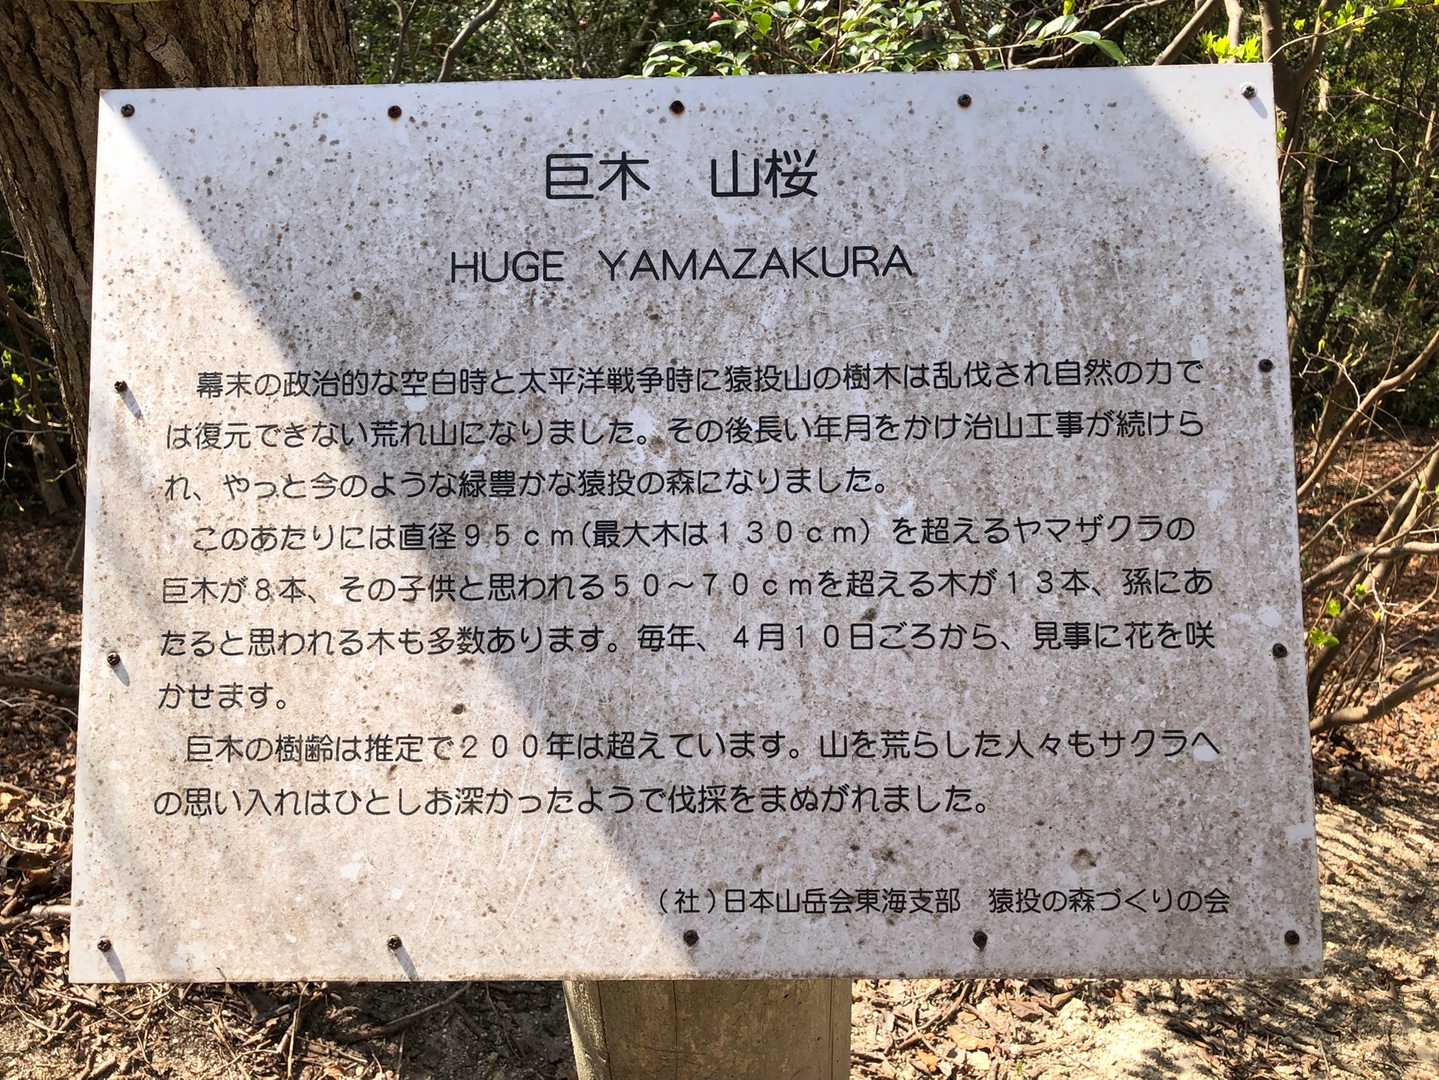 巨木　山桜
HUGE　YAMAZAKURA
幕末の政治的な空白時と太平洋戦争時に猿投山の樹木は乱伐され自然の力で
は復元できない荒れ山になりました。その後長い年月をかけ治山工事が続けら
れ、やっと今のような緑豊かな猿投の森になりました。
このあたりには直径９５ｃｍ(最大木は１３０ｃｍ）を超えるヤマザクラの
巨木が８本、その子供と思われる５０～７０ｃｍを超える木が１３本、孫にあ
たると思われる木も多数あります。毎年、４月１０日ごろから、見事に花を咲
かせます。
巨木の樹齢は推定で２００年は超えています。山を荒らした人々もサクラへ
の思い入れはひとしお深かったようで伐採をまぬがれました。
（社）日本山岳会東海支部　猿投の森づくりの会